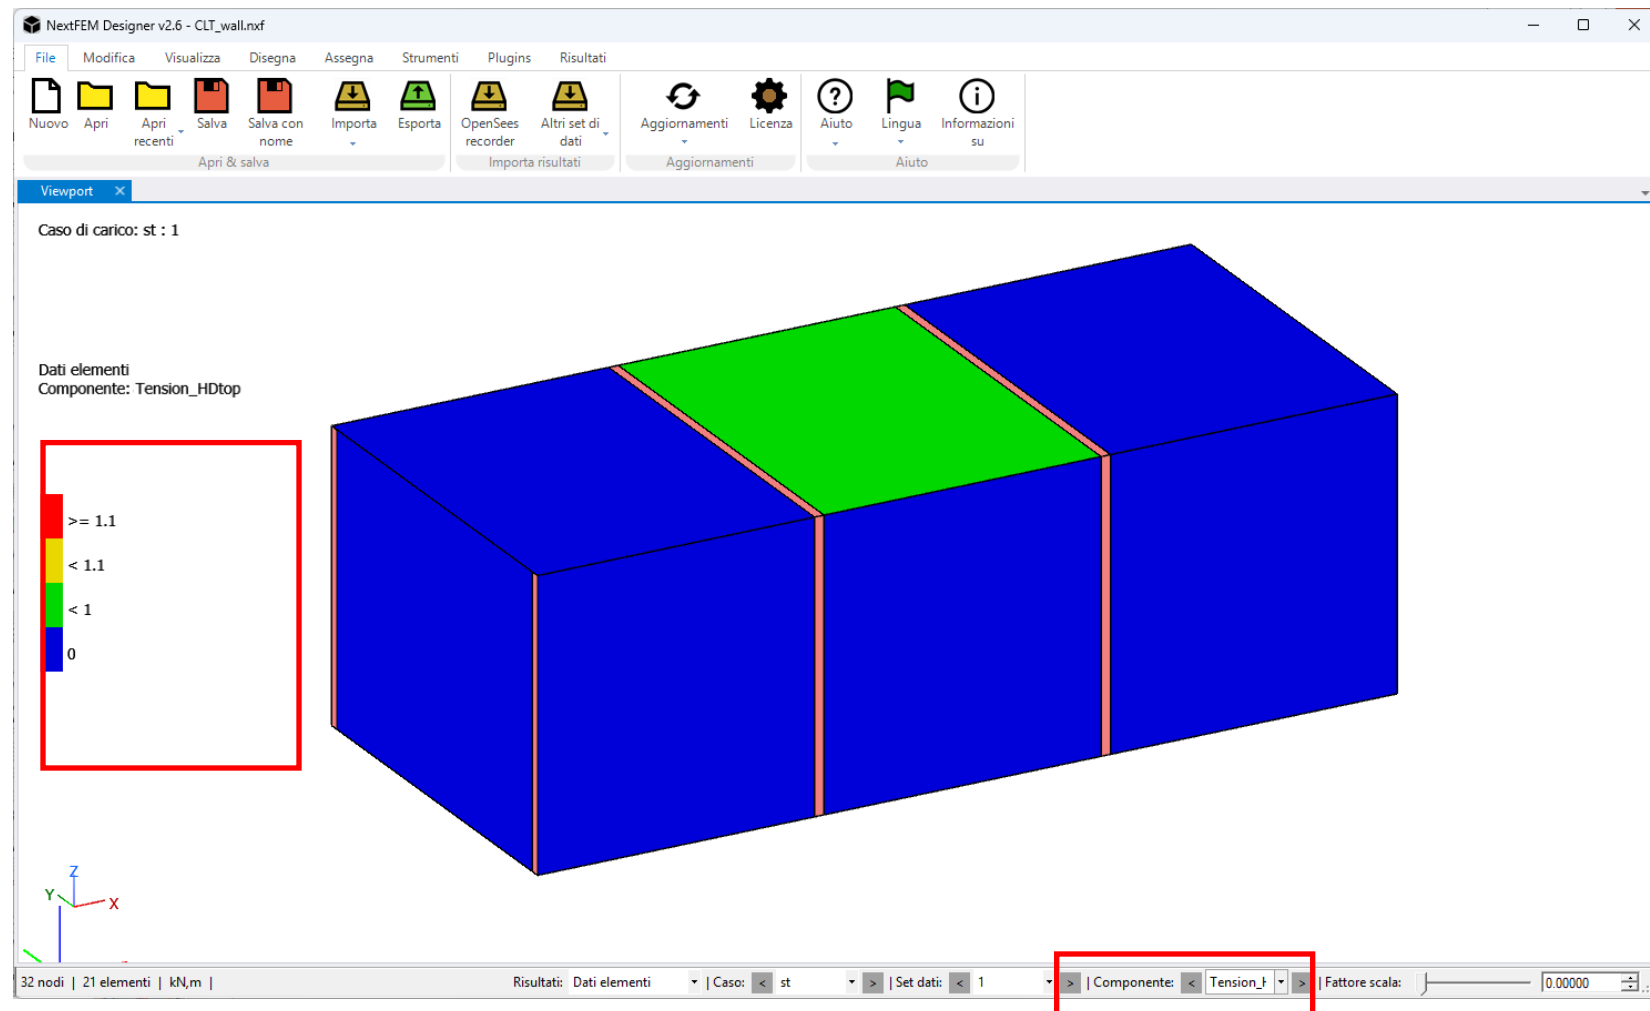 NextFEM Designer v2.6 - CLT_wall.nxf
File Modifica Visualizza Disegna Assegna Strumenti Plugins Risultati
Nuovo Apri Apri recenti Salva Salva con nome Importa Esporta OpenSees recorder Altri set di dati Aggiornamenti Licenza Aiuto Lingua Informazioni su
Apri & salva Importa risultati Aggiornamenti Aiuto
Viewport
Caso di carico: st : 1
Dati elementi
Componente: Tension_HDtop
>= 1.1
< 1.1
< 1
0
Z
Y
X
32 nodi | 21 elementi | kN,m | Risultati: Dati elementi | Caso: < st > | Set dati: < 1 > | Componente: < Tension_H > | Fattore scala: 0.00000